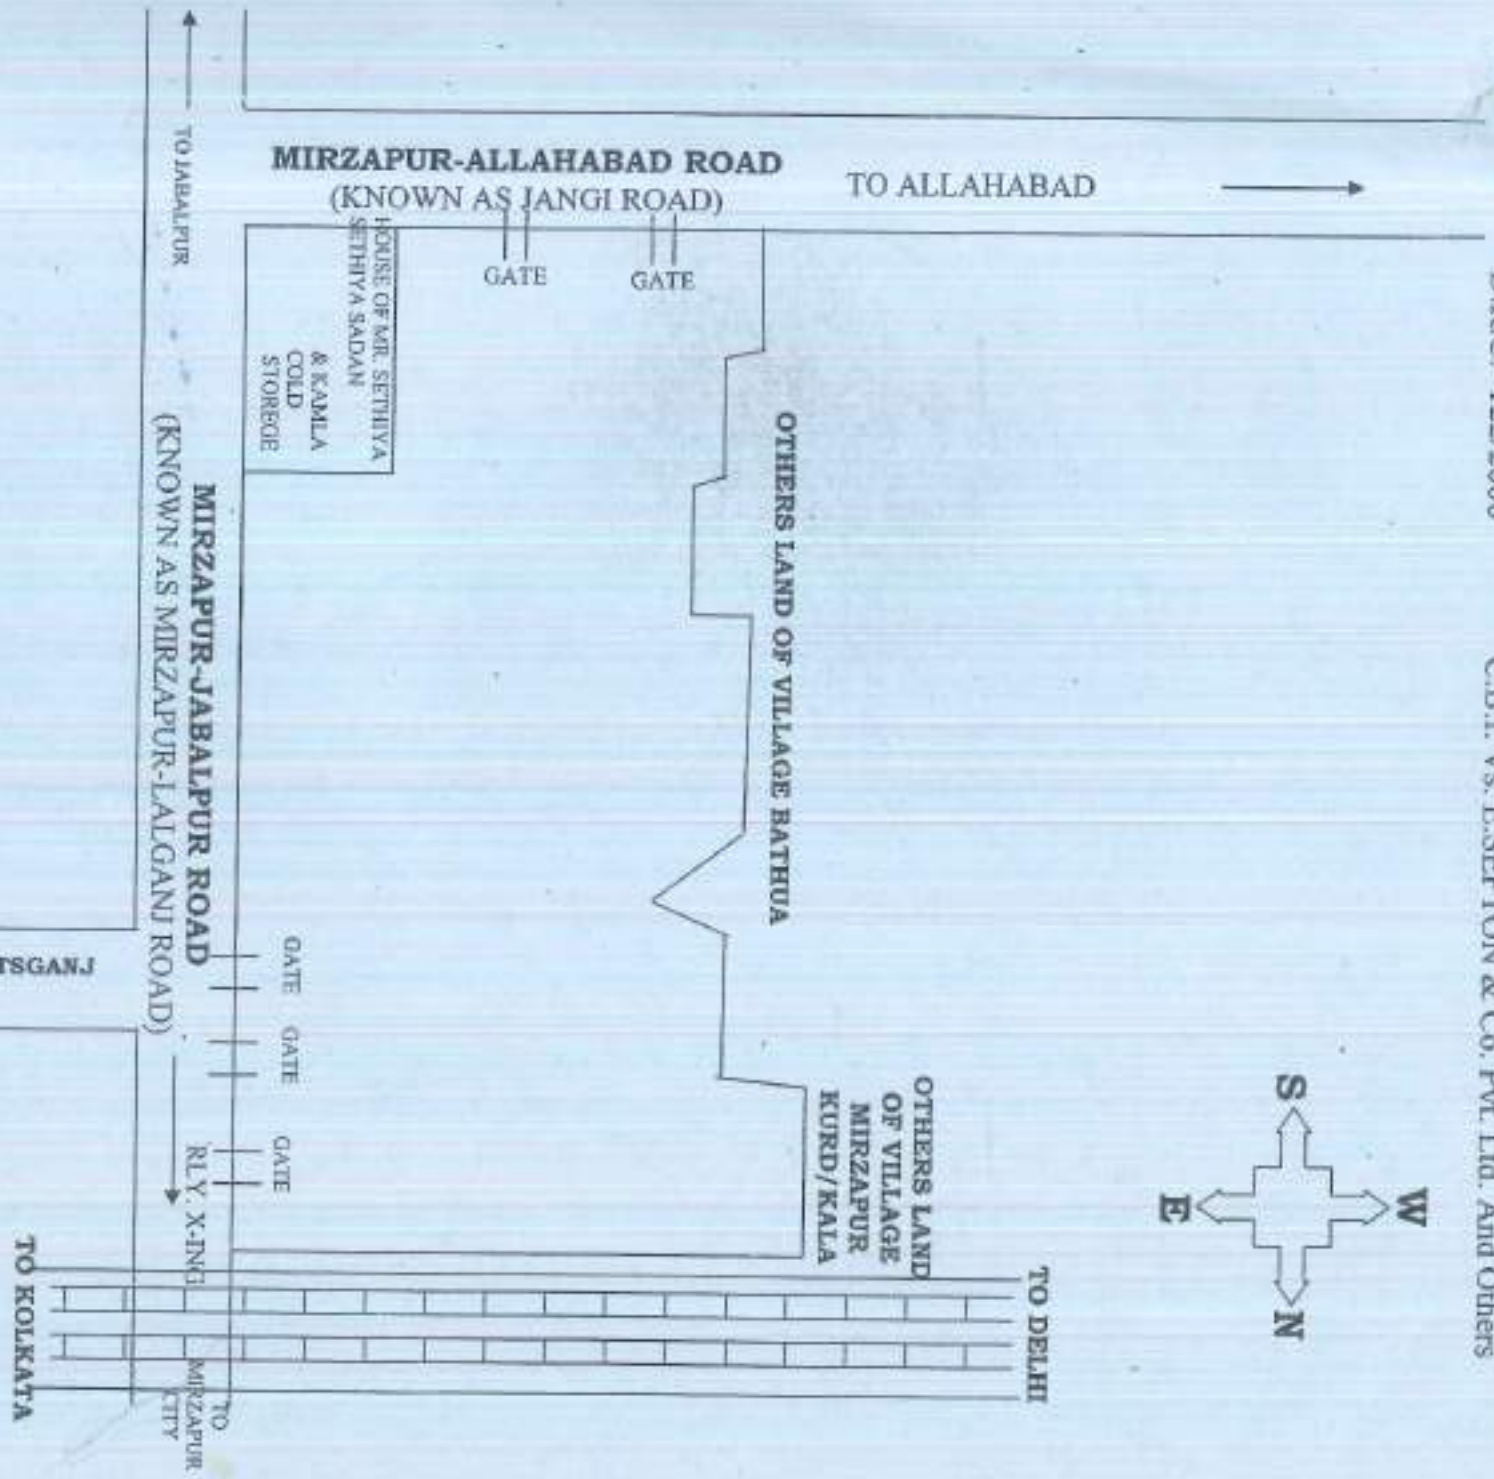 C.B.I. Vs. E.SEFTON & Co. PVt. Ltd. And Others
TO JABALPUR
MIRZAPUR-ALLAHABAD ROAD
(KNOWN AS JANGI ROAD)
TO ALLAHABAD
HOUSE OF MR. SETHIYA
SETHIYA SADAN
& KAMLA
COLD
STOREGE
GATE
GATE
OTHERS LAND OF VILLAGE BATHUA
MIRZAPUR-JABALPUR ROAD
(KNOWN AS MIRZAPUR-LALGANJ ROAD)
TSGANJ
GATE
GATE
GATE
OTHERS LAND
OF VILLAGE
MIRZAPUR
KURD/KALA
S
W
E
N
RLY. X-ING
TO DELHI
TO
MIRZAPUR
CITY
TO KOLKATA